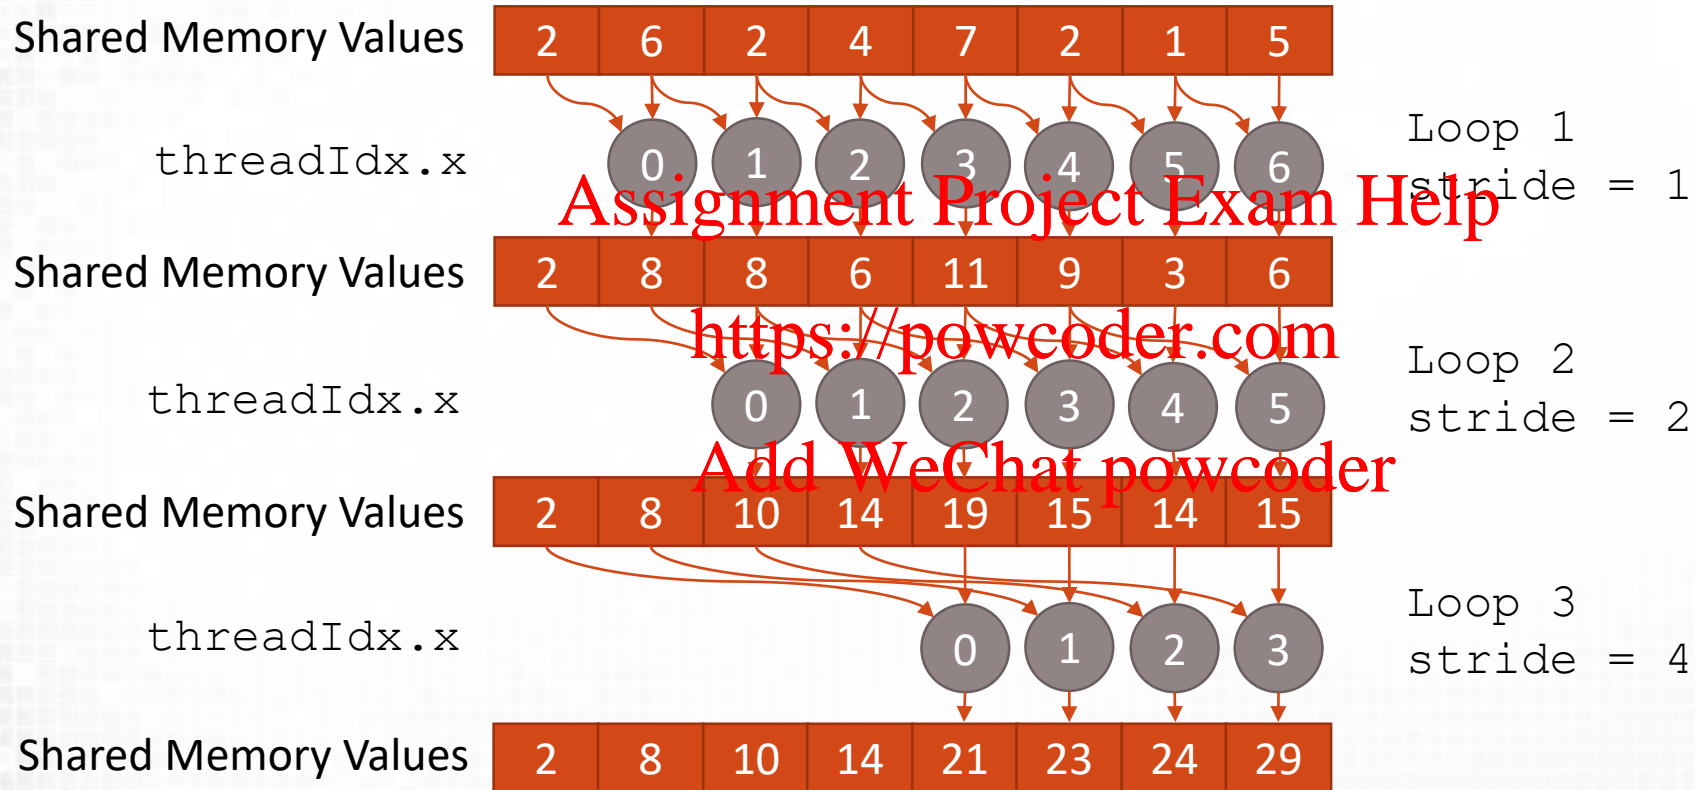 Shared Memory Values 2 6 2 4 7 2 1 5
Loop 1
threadIdx.x 0 1 2 3 4 5 6
stride = 1
Assignment Project Exam Help
Shared Memory Values 2 8 8 6 11 9 3 6
https://powcoder.com
Loop 2
threadIdx.x 0 1 2 3 4 5
stride = 2
Add WeChat powcoder
Shared Memory Values 2 8 10 14 19 15 14 15
Loop 3
threadIdx.x 0 1 2 3
stride = 4
Shared Memory Values 2 8 10 14 21 23 24 29